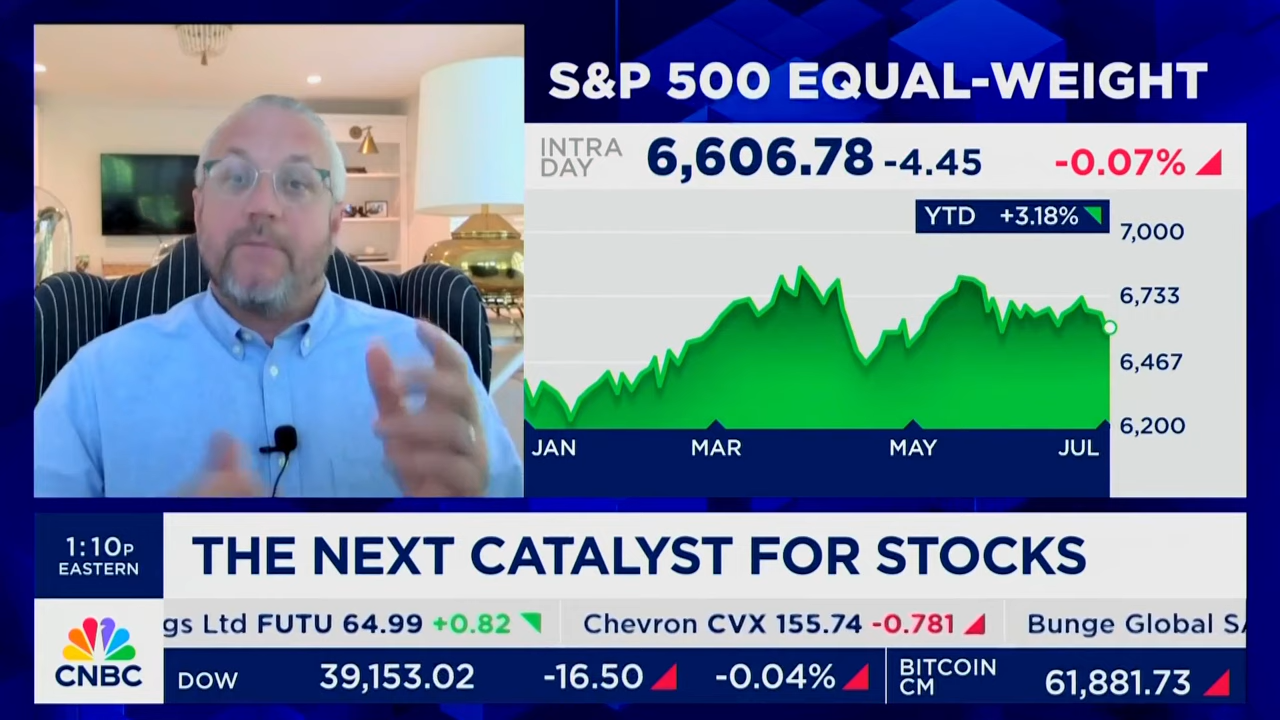 S&P 500 EQUAL-WEIGHT
INTRA
DAY
6,606.78 -4.45 -0.07%
YTD +3.18%
7,000
6,733
6,467
6,200
JAN MAR MAY JUL
1:10P
EASTERN
THE NEXT CATALYST FOR STOCKS
gs Ltd FUTU 64.99 +0.82 Chevron CVX 155.74 -0.781 Bunge Global SA
CNBC
DOW 39,153.02 -16.50 -0.04%
BITCOIN
CM
61,881.73